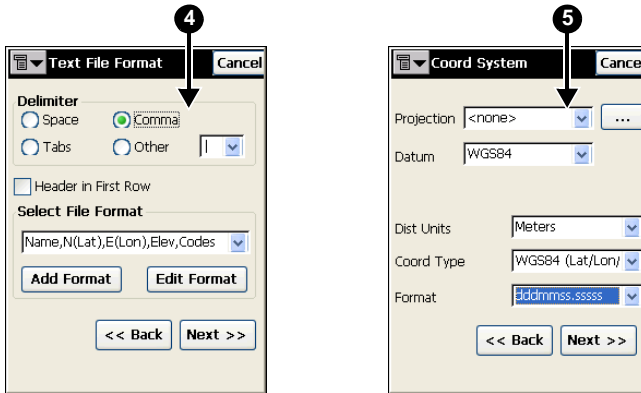 4
Text File Format Cancel
Delimiter
Space Comma
Tabs Other |
Header in First Row
Select File Format
Name,N(Lat),E(Lon),Elev,Codes
Add Format Edit Format
<< Back Next >>
5
Coord System Cance
Projection <none> ...
Datum WGS84
Dist Units Meters
Coord Type WGS84 (Lat/Lon/
Format dddmmss.sssss
<< Back Next >>